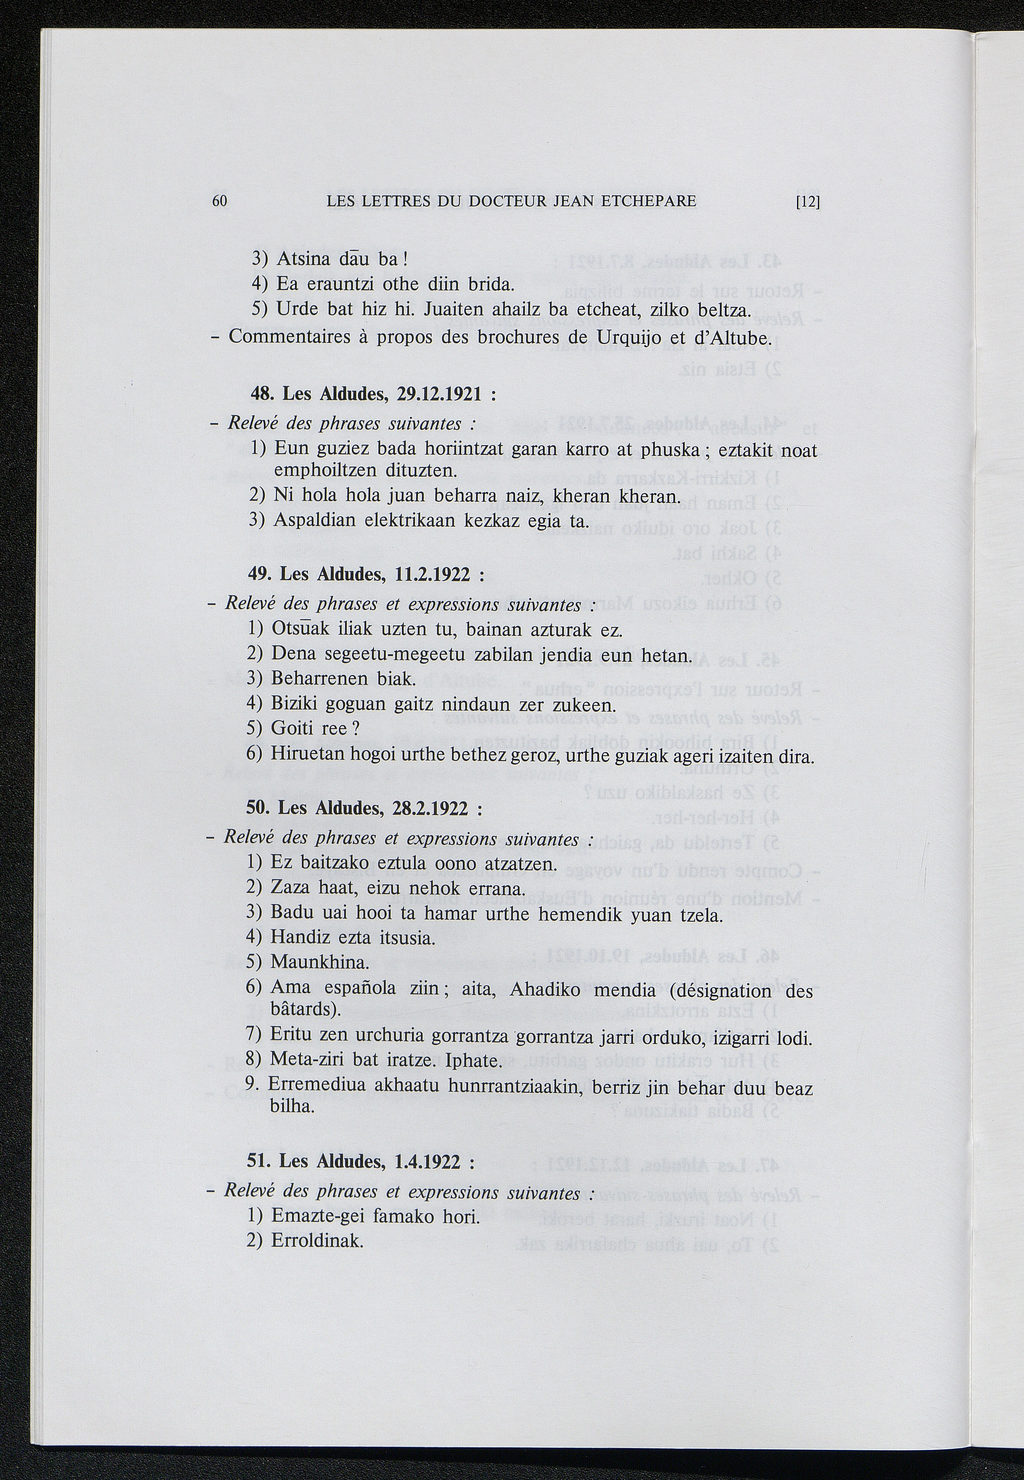 60 LES LETTRES DU DOCTEUR JEAN ETCHEPARE [12]
3) Atsina dāu ba !
4) Ea erauntzi othe diin brida.
5) Urde bat hiz hi. Juaiten ahailz ba etcheat, zilko beltza.
– Commentaires à propos des brochures de Urquijo et d'Altube.
48. Les Aldudes, 29.12.1921 :
– Relevé des phrases suivantes :
1) Eun guziez bada horiintzat garan karro at phuska ; eztakit noat
emphoiltzen dituzten.
2) Ni hola hola juan beharra naiz, kheran kheran.
3) Aspaldian elektrikaan kezkaz egia ta.
49. Les Aldudes, 11.2.1922 :
– Relevé des phrases et expressions suivantes :
1) Otsūak iliak uzten tu, bainan azturak ez.
2) Dena segeetu-megeetu zabilan jendia eun hetan.
3) Beharrenen biak.
4) Biziki goguan gaitz nindaun zer zukeen.
5) Goiti ree ?
6) Hiruetan hogoi urthe bethez geroz, urthe guziak ageri izaiten dira.
50. Les Aldudes, 28.2.1922 :
– Relevé des phrases et expressions suivantes :
1) Ez baitzako eztula oono atzatzen.
2) Zaza haat, eizu nehok errana.
3) Badu uai hooi ta hamar urthe hemendik yuan tzela.
4) Handiz ezta itsusia.
5) Maunkhina.
6) Ama española ziin ; aita, Ahadiko mendia (désignation des
bâtards).
7) Eritu zen urchuria gorrantza gorrantza jarri orduko, izigarri lodi.
8) Meta-ziri bat iratze. Iphate.
9. Erremediua akhaatu hunrrantziaakin, berriz jin behar duu beaz
bilha.
51. Les Aldudes, 1.4.1922 :
– Relevé des phrases et expressions suivantes :
1) Emazte-gei famako hori.
2) Erroldinak.